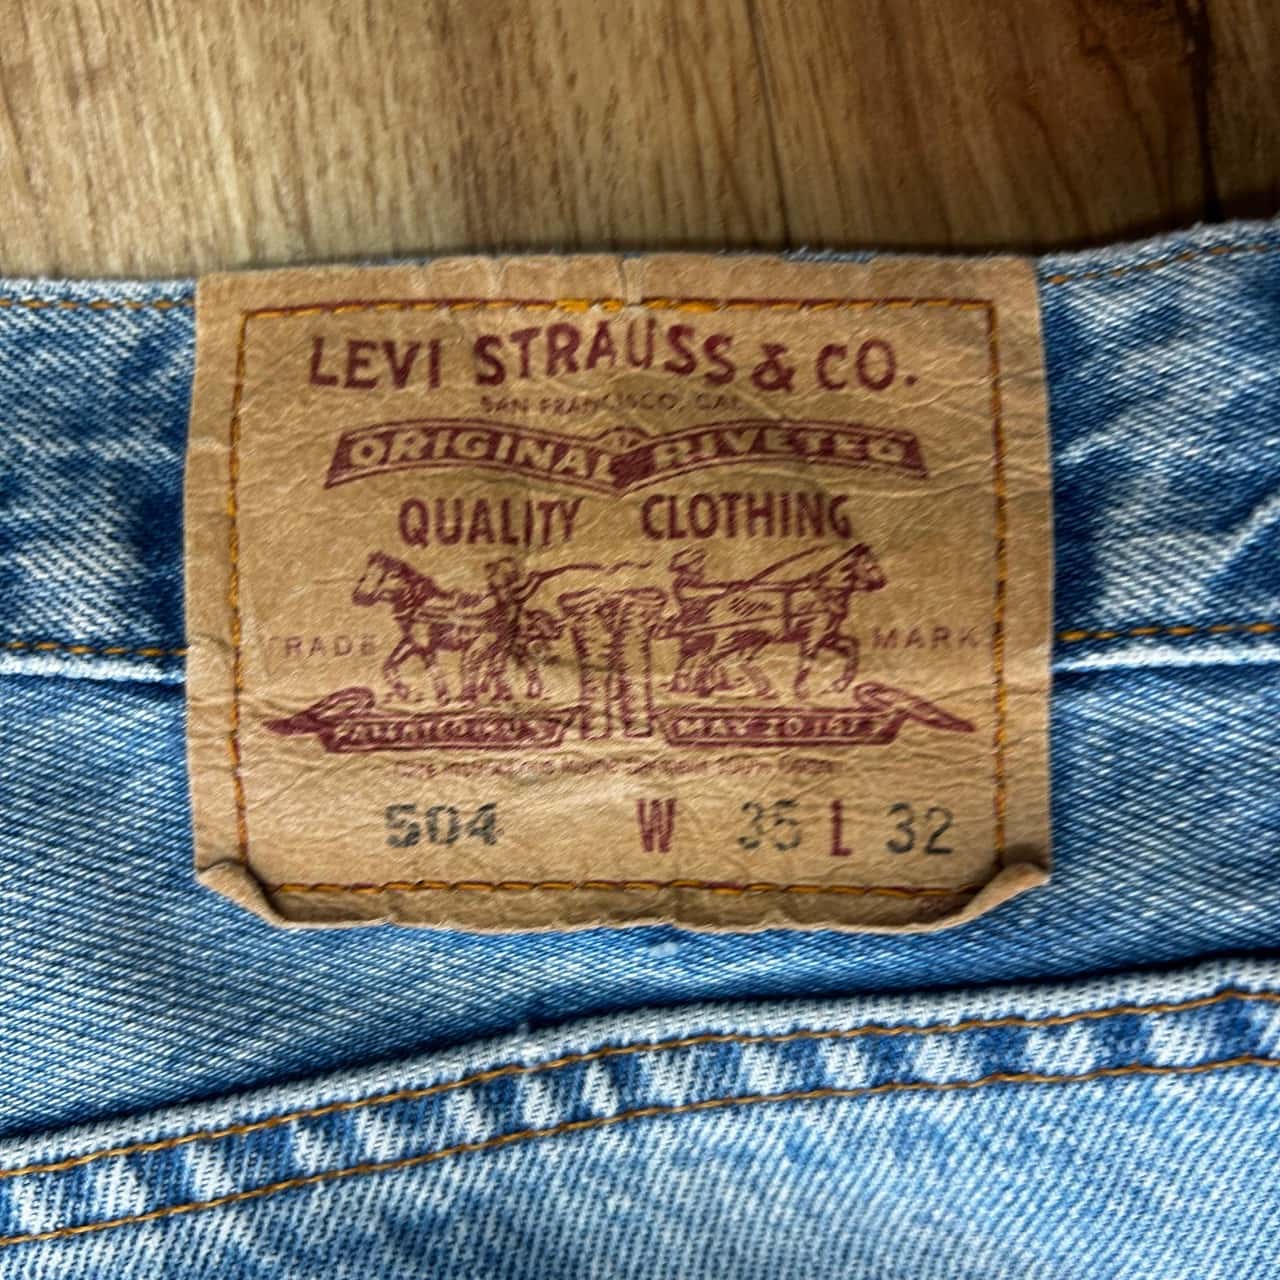 LEVI STRAUSS & CO.
SAN FRANCISCO, CAL.
ORIGINAL RIVETED
QUALITY CLOTHING
TRADE MARK
MAY 20 1873
504 W 35 L 32